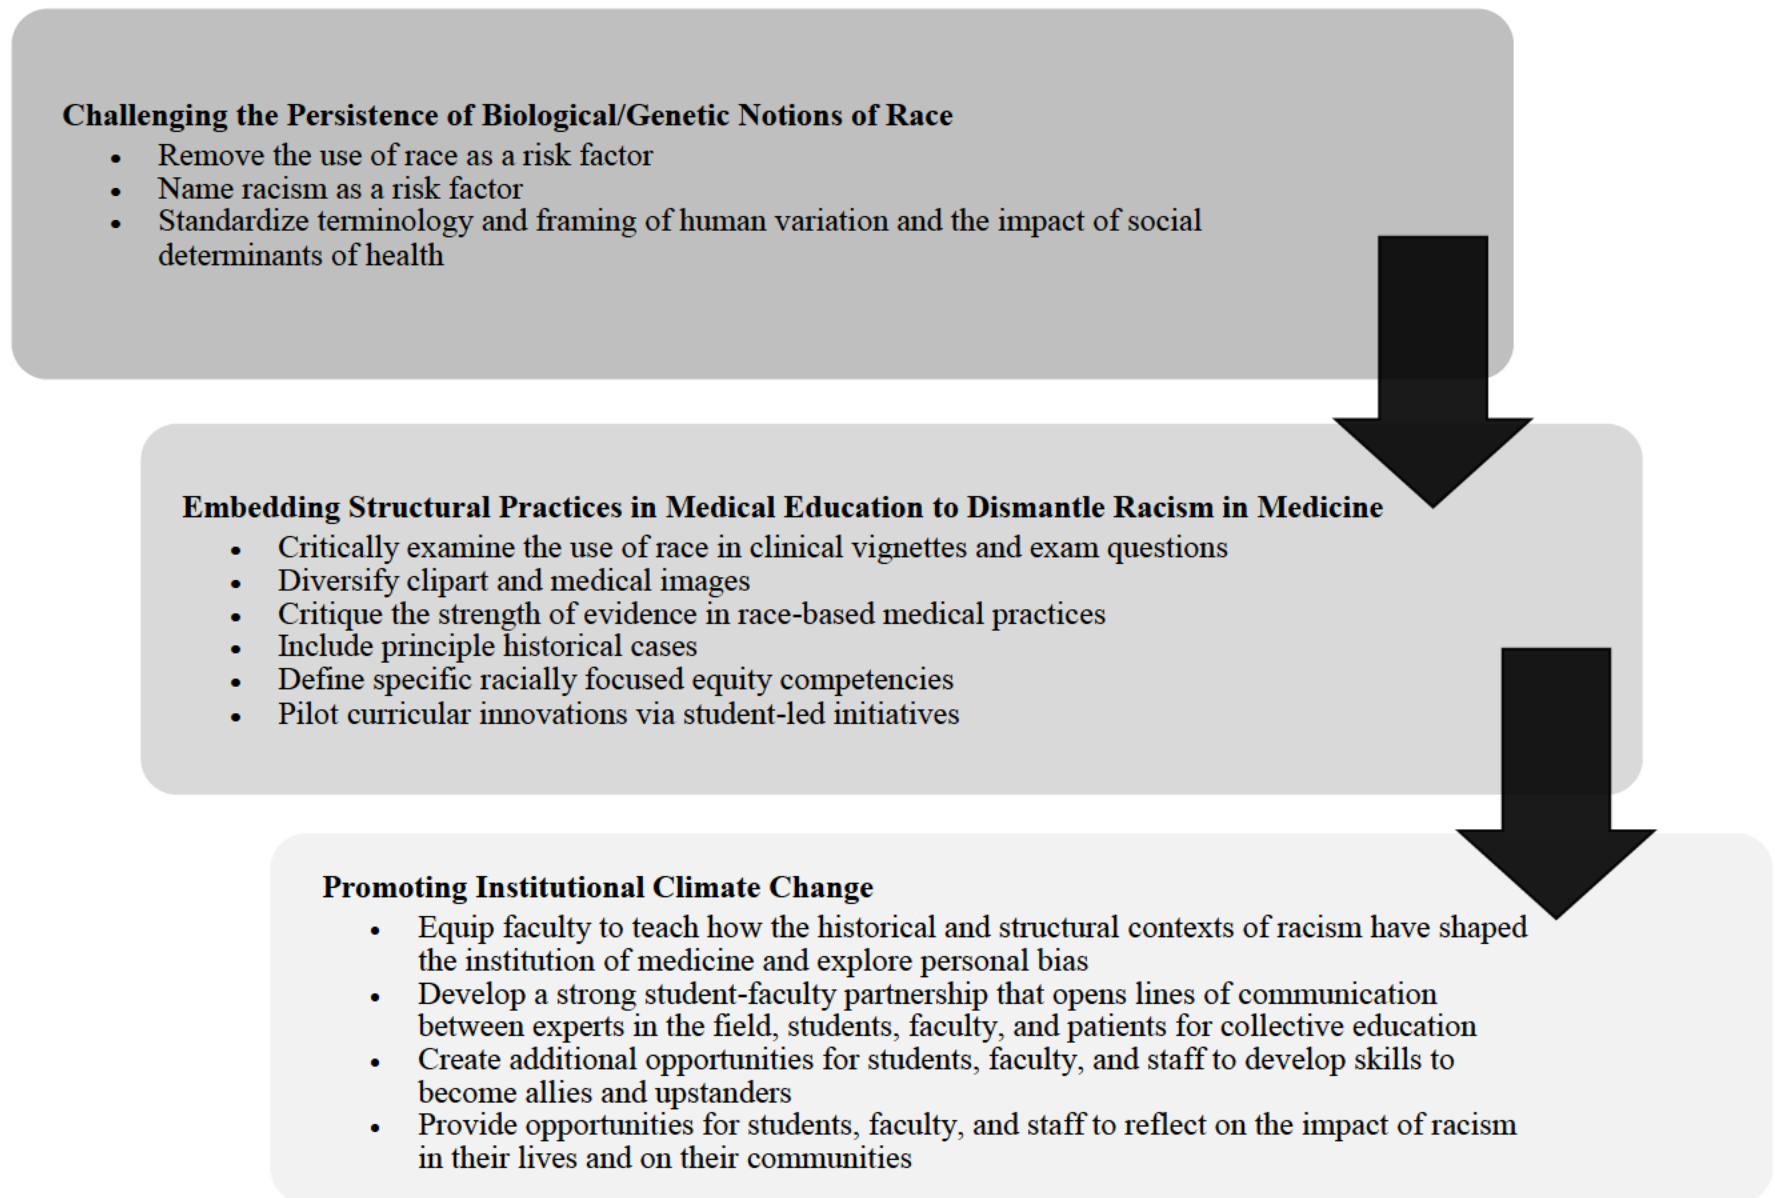 Challenging the Persistence of Biological/Genetic Notions of Race
• Remove the use of race as a risk factor
• Name racism as a risk factor
• Standardize terminology and framing of human variation and the impact of social
determinants of health
Embedding Structural Practices in Medical Education to Dismantle Racism in Medicine
• Critically examine the use of race in clinical vignettes and exam questions
• Diversify clipart and medical images
• Critique the strength of evidence in race-based medical practices
• Include principle historical cases
• Define specific racially focused equity competencies
• Pilot curricular innovations via student-led initiatives
Promoting Institutional Climate Change
• Equip faculty to teach how the historical and structural contexts of racism have shaped
the institution of medicine and explore personal bias
• Develop a strong student-faculty partnership that opens lines of communication
between experts in the field, students, faculty, and patients for collective education
• Create additional opportunities for students, faculty, and staff to develop skills to
become allies and upstanders
• Provide opportunities for students, faculty, and staff to reflect on the impact of racism
in their lives and on their communities